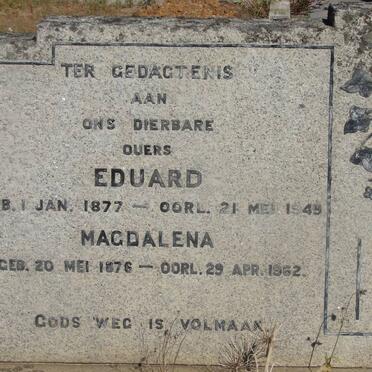 TER GEDAGTENIS
AAN
ONS DIERBARE
OUERS
EDUARD
EB. 1 JAN. 1877 — OORL. 21 MEI 1949
MAGDALENA
GEB. 20 MEI 1876 — OORL. 29 APR. 1962
GODS WEG IS VOLMAAK